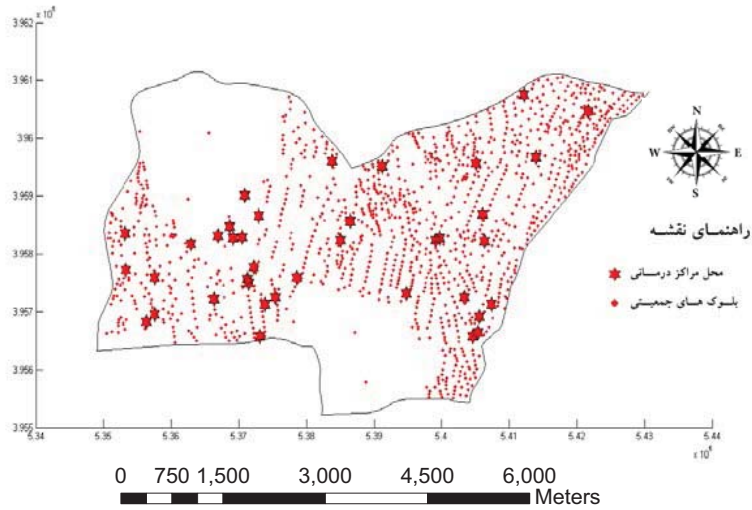 3.962 x 10⁶
3.961
3.96
3.959
3.958
3.957
3.956
3.955
5.34 5.35 5.36 5.37 5.38 5.39 5.4 5.41 5.42 5.43 5.44
x 10⁵
N
W E
S
راهنمای نقشه
محل مراکز درمانی
بلوک های جمعیتی
0 750 1,500 3,000 4,500 6,000
Meters